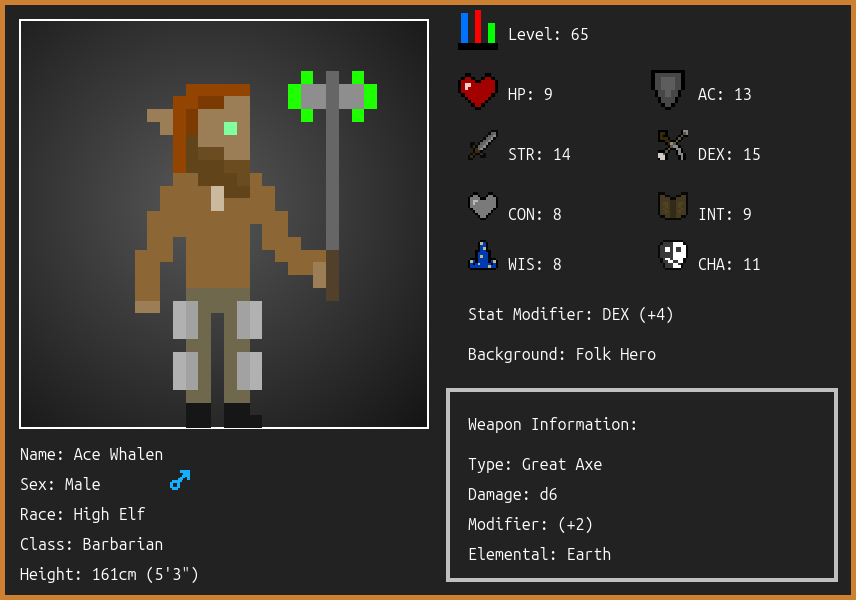 Level: 65
HP: 9
AC: 13
STR: 14
DEX: 15
CON: 8
INT: 9
WIS: 8
CHA: 11
Stat Modifier: DEX (+4)
Background: Folk Hero
Weapon Information:
Type: Great Axe
Damage: d6
Modifier: (+2)
Elemental: Earth
Name: Ace Whalen
Sex: Male
Race: High Elf
Class: Barbarian
Height: 161cm (5'3")